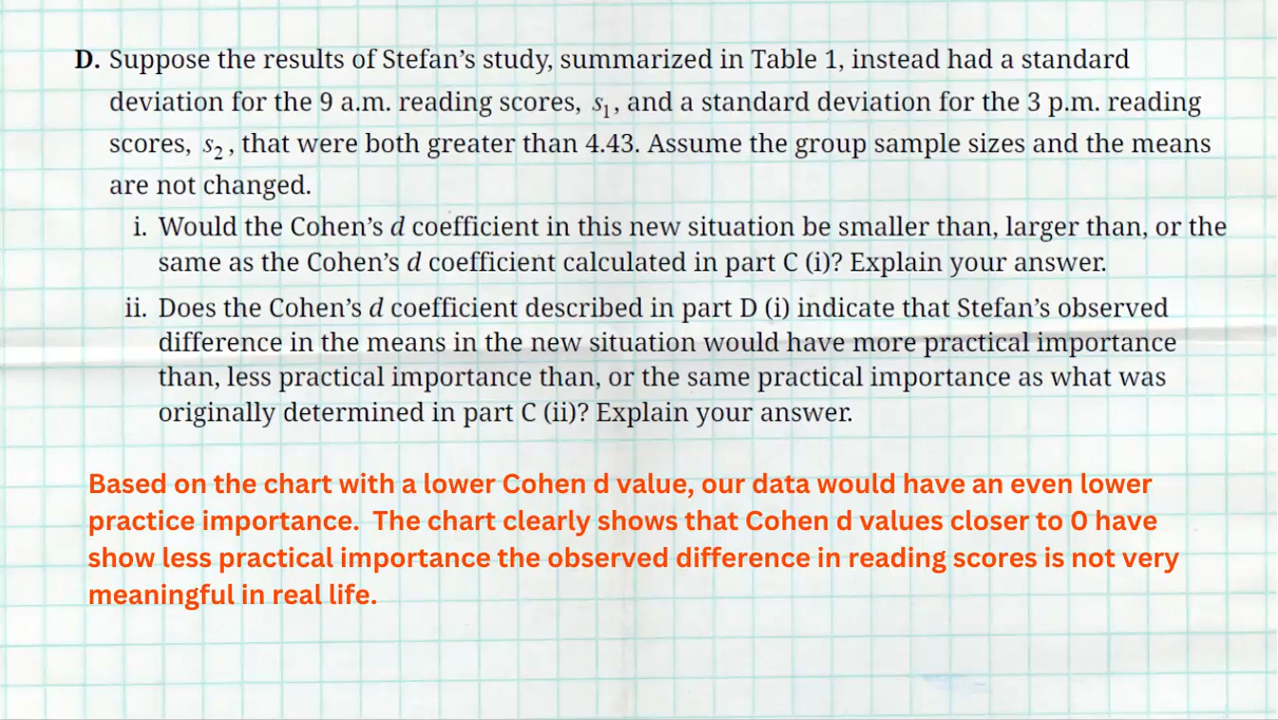 D. Suppose the results of Stefan’s study, summarized in Table 1, instead had a standard
deviation for the 9 a.m. reading scores, s₁, and a standard deviation for the 3 p.m. reading
scores, s₂, that were both greater than 4.43. Assume the group sample sizes and the means
are not changed.
i. Would the Cohen’s d coefficient in this new situation be smaller than, larger than, or the
same as the Cohen’s d coefficient calculated in part C (i)? Explain your answer.
ii. Does the Cohen’s d coefficient described in part D (i) indicate that Stefan’s observed
difference in the means in the new situation would have more practical importance
than, less practical importance than, or the same practical importance as what was
originally determined in part C (ii)? Explain your answer.
Based on the chart with a lower Cohen d value, our data would have an even lower
practice importance. The chart clearly shows that Cohen d values closer to 0 have
show less practical importance the observed difference in reading scores is not very
meaningful in real life.